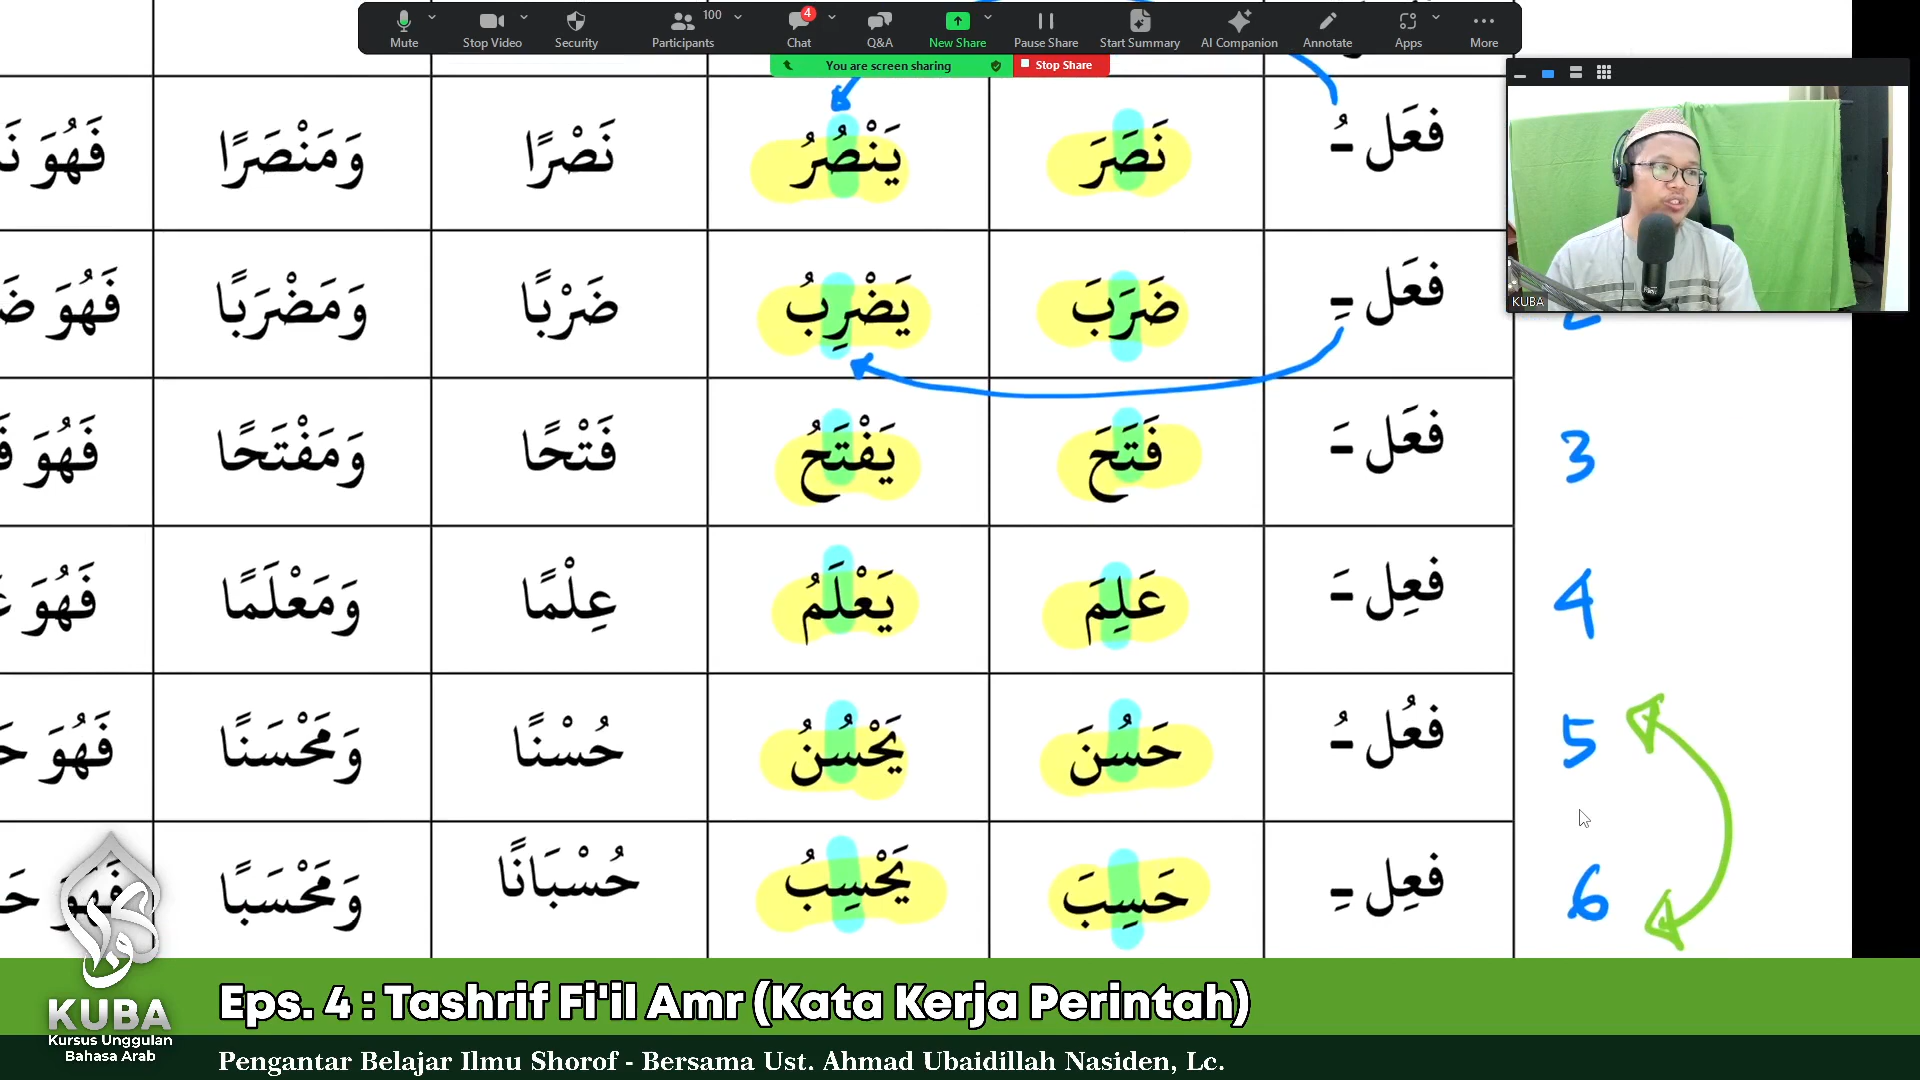 Mute
Stop Video
Security
Participants
100
Chat
4
Q&A
New Share
Pause Share
Start Summary
AI Companion
Annotate
Apps
More
You are screen sharing
Stop Share
KUBA
فعَل ـُ نَصَرَ يَنْصُرُ نَصْرًا وَمَنْصَرًا فَهُوَ
فعَل ـِ ضَرَبَ يَضْرِبُ ضَرْبًا وَمَضْرَبًا فَهُوَ
فعَل ـَ فَتَحَ يَفْتَحُ فَتْحًا وَمَفْتَحًا فَهُوَ
3
فعِل ـَ عَلِمَ يَعْلَمُ عِلْمًا وَمَعْلَمًا فَهُوَ
4
فعُل ـُ حَسُنَ يَحْسُنُ حُسْنًا وَمَحْسَنًا فَهُوَ
5
فعِل ـِ حَسِبَ يَحْسِبُ حُسْبَانًا وَمَحْسَبًا فَهُوَ
6
KUBA
Kursus Unggulan
Bahasa Arab
Eps. 4 : Tashrif Fi'il Amr (Kata Kerja Perintah)
Pengantar Belajar Ilmu Shorof - Bersama Ust. Ahmad Ubaidillah Nasiden, Lc.